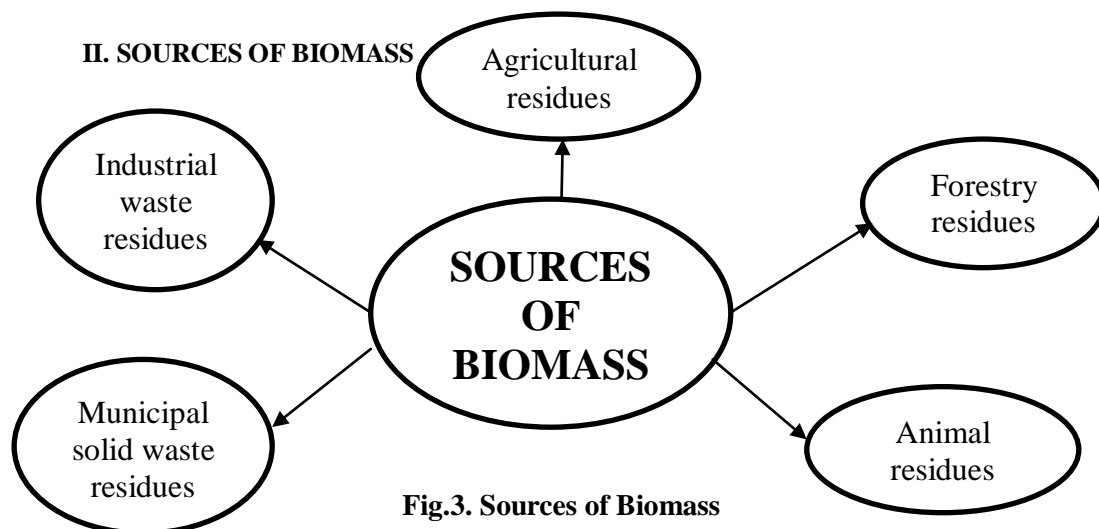 II. SOURCES OF BIOMASS
Agricultural
residues
Industrial
waste
residues
Forestry
residues
SOURCES
OF
BIOMASS
Municipal
solid waste
residues
Animal
residues
Fig.3. Sources of Biomass